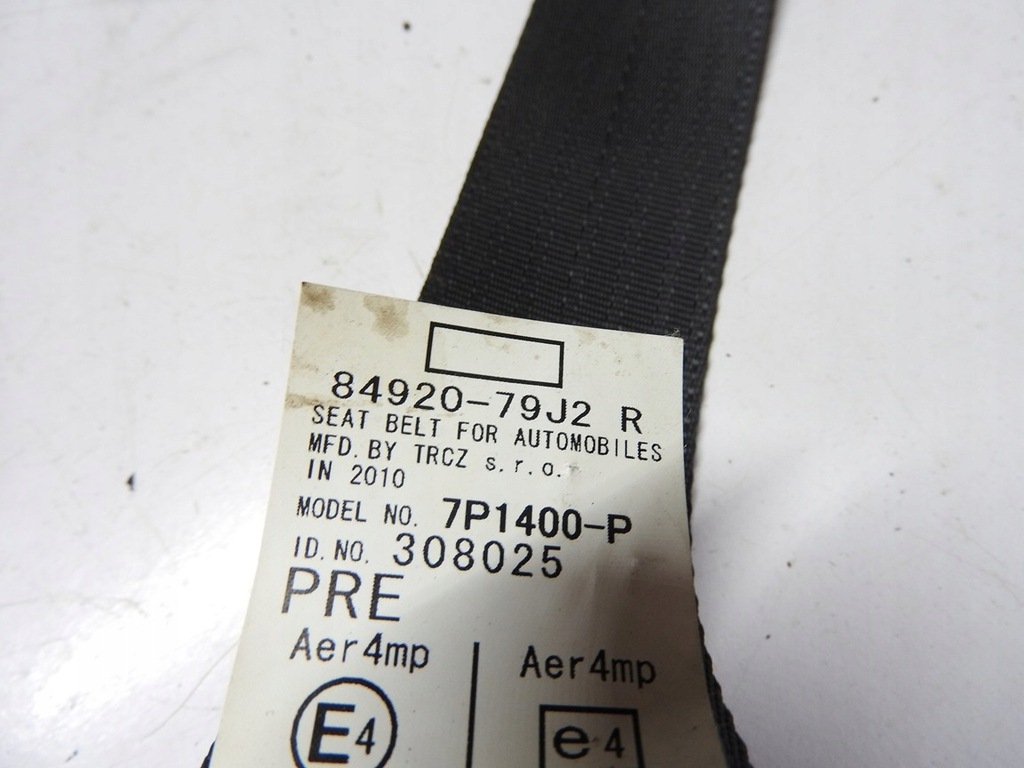 84920-79J2 R
SEAT BELT FOR AUTOMOBILES
MFD. BY TRCZ s.r.o.
IN 2010
MODEL NO. 7P1400-P
ID. NO. 308025
PRE
Aer4mp Aer4mp
E4 e4